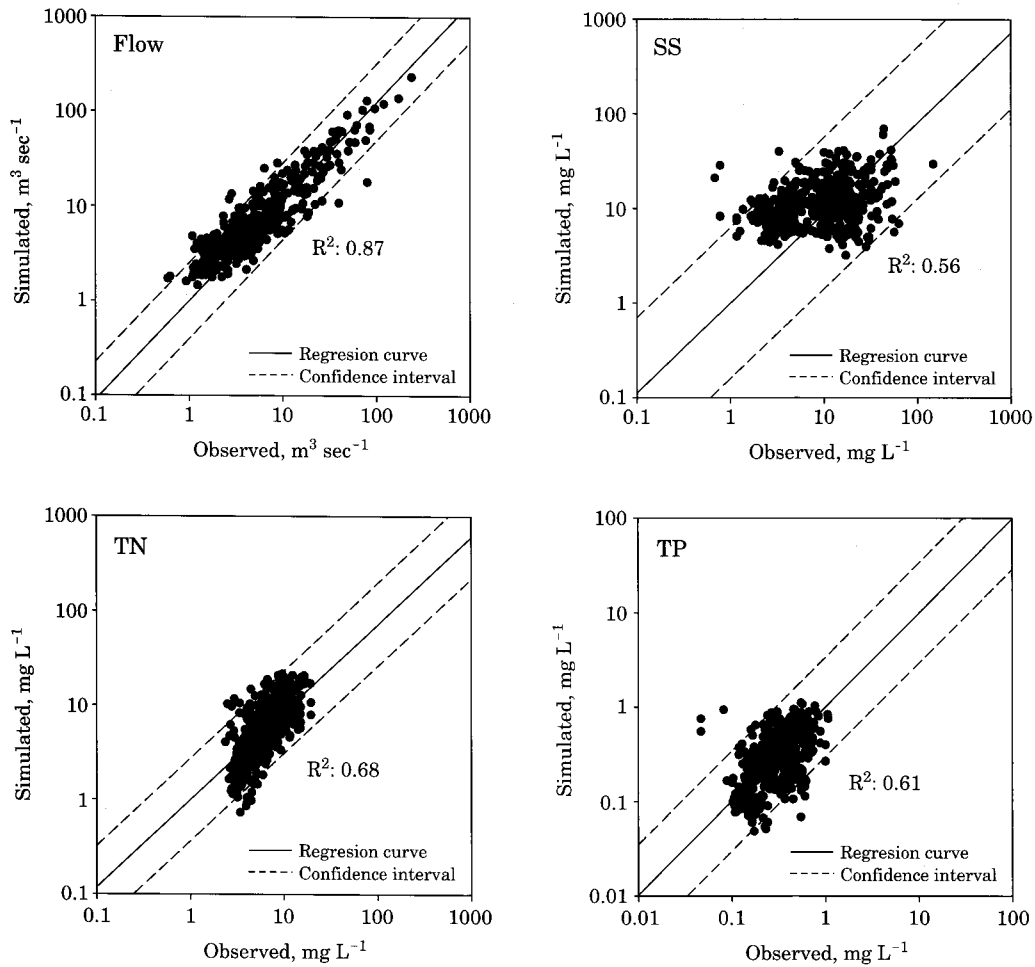 Flow
1000
100
10
1
0.1
Simulated, m³ sec⁻¹
R²: 0.87
Regresion curve
Confidence interval
0.1 1 10 100 1000
Observed, m³ sec⁻¹
SS
1000
100
10
1
0.1
Simulated, mg L⁻¹
R²: 0.56
Regresion curve
Confidence interval
0.1 1 10 100 1000
Observed, mg L⁻¹
TN
1000
100
10
1
0.1
Simulated, mg L⁻¹
R²: 0.68
Regresion curve
Confidence interval
0.1 1 10 100 1000
Observed, mg L⁻¹
TP
100
10
1
0.1
0.01
Simulated, mg L⁻¹
R²: 0.61
Regresion curve
Confidence interval
0.01 0.1 1 10 100
Observed, mg L⁻¹